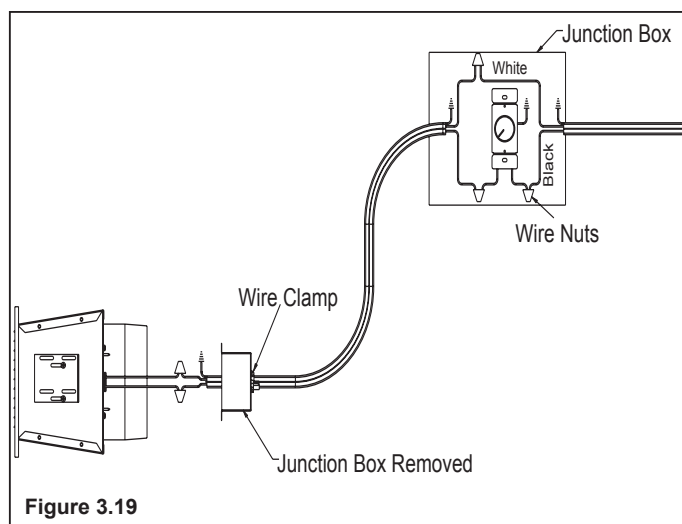 Junction Box
White
Black
Wire Nuts
Wire Clamp
Junction Box Removed
Figure 3.19